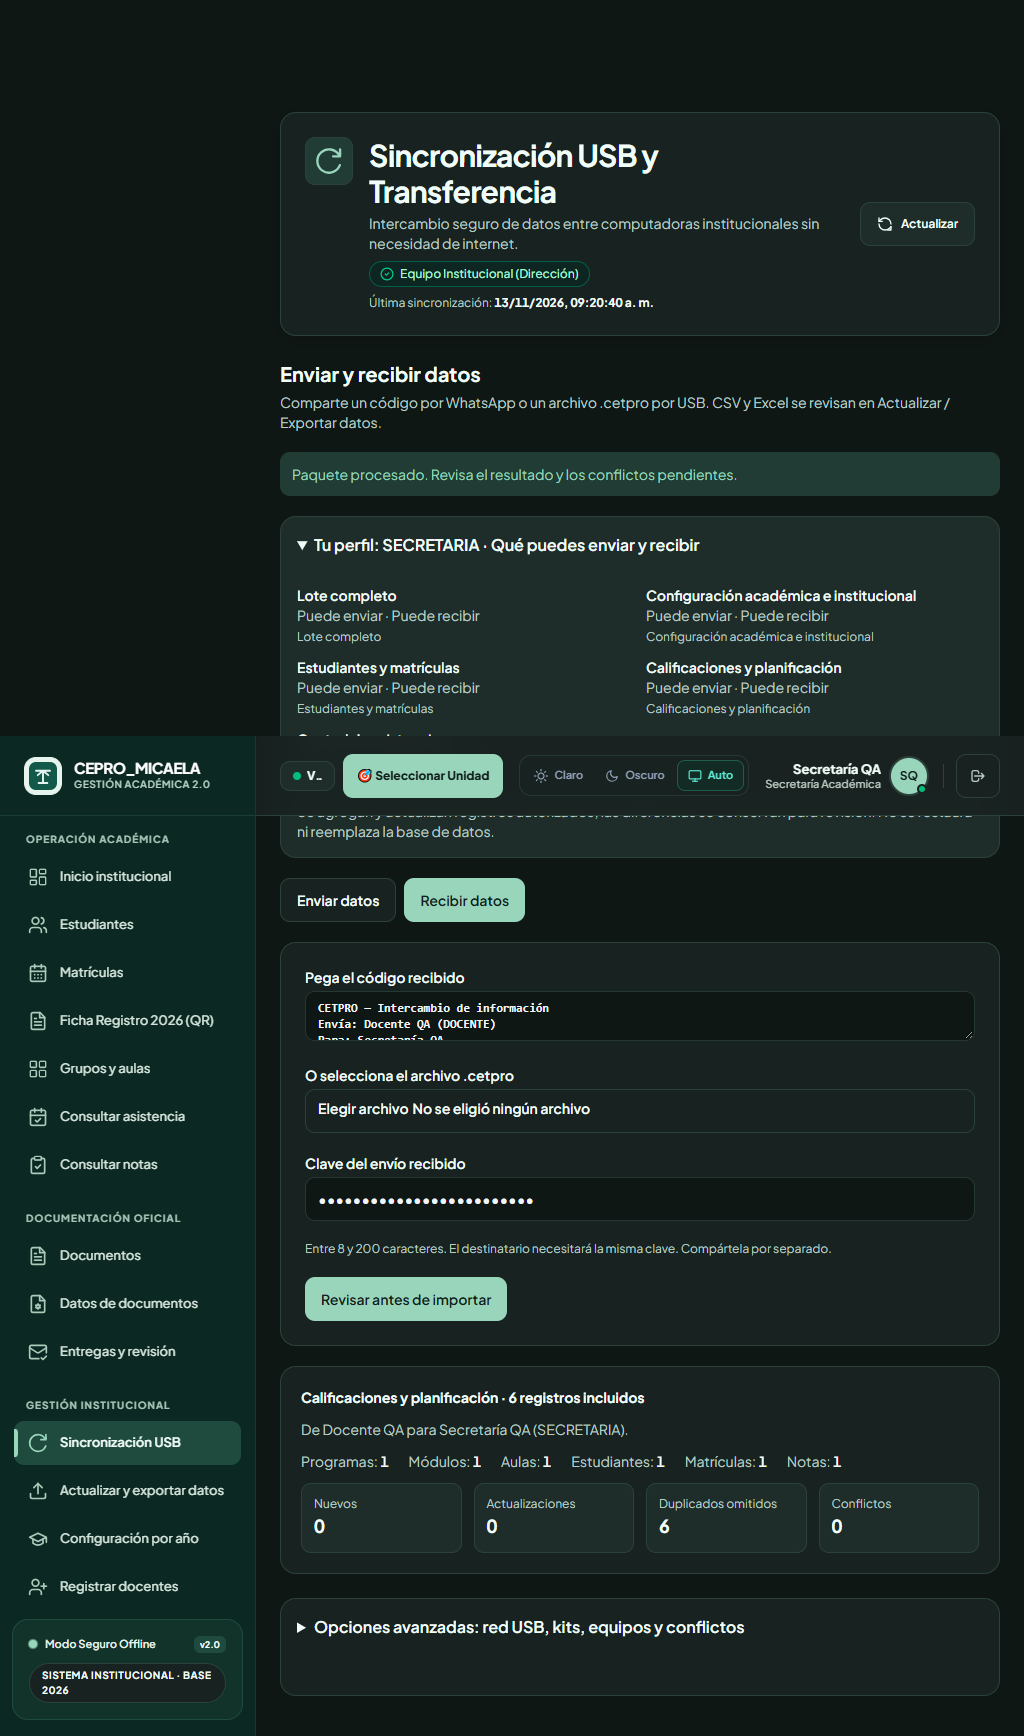 Sincronización USB y
Transferencia
Intercambio seguro de datos entre computadoras institucionales sin
necesidad de internet.
Actualizar
Equipo Institucional (Dirección)
Última sincronización: 13/11/2026, 09:20:40 a. m.
Enviar y recibir datos
Comparte un código por WhatsApp o un archivo .cetpro por USB. CSV y Excel se revisan en Actualizar /
Exportar datos.
Paquete procesado. Revisa el resultado y los conflictos pendientes.
▼ Tu perfil: SECRETARIA · Qué puedes enviar y recibir
Lote completo
Puede enviar · Puede recibir
Lote completo
Configuración académica e institucional
Puede enviar · Puede recibir
Configuración académica e institucional
Estudiantes y matrículas
Puede enviar · Puede recibir
Estudiantes y matrículas
Calificaciones y planificación
Puede enviar · Puede recibir
Calificaciones y planificación
CEPRO_MICAELA
GESTIÓN ACADÉMICA 2.0
V...
🎯 Seleccionar Unidad
Claro
Oscuro
Auto
Secretaría QA
Secretaría Académica
SQ
ni reemplaza la base de datos.
OPERACIÓN ACADÉMICA
Inicio institucional
Estudiantes
Matrículas
Ficha Registro 2026 (QR)
Grupos y aulas
Consultar asistencia
Consultar notas
DOCUMENTACIÓN OFICIAL
Documentos
Datos de documentos
Entregas y revisión
GESTIÓN INSTITUCIONAL
Sincronización USB
Actualizar y exportar datos
Configuración por año
Registrar docentes
Modo Seguro Offline
v2.0
SISTEMA INSTITUCIONAL · BASE
2026
Enviar datos
Recibir datos
Pega el código recibido
CETPRO — Intercambio de información
Envía: Docente QA (DOCENTE)
Para: Secretaría QA
O selecciona el archivo .cetpro
Elegir archivo No se eligió ningún archivo
Clave del envío recibido
•••••••••••••••••••••••••
Entre 8 y 200 caracteres. El destinatario necesitará la misma clave. Compártela por separado.
Revisar antes de importar
Calificaciones y planificación · 6 registros incluidos
De Docente QA para Secretaría QA (SECRETARIA).
Programas: 1 Módulos: 1 Aulas: 1 Estudiantes: 1 Matrículas: 1 Notas: 1
Nuevos
0
Actualizaciones
0
Duplicados omitidos
6
Conflictos
0
▶ Opciones avanzadas: red USB, kits, equipos y conflictos